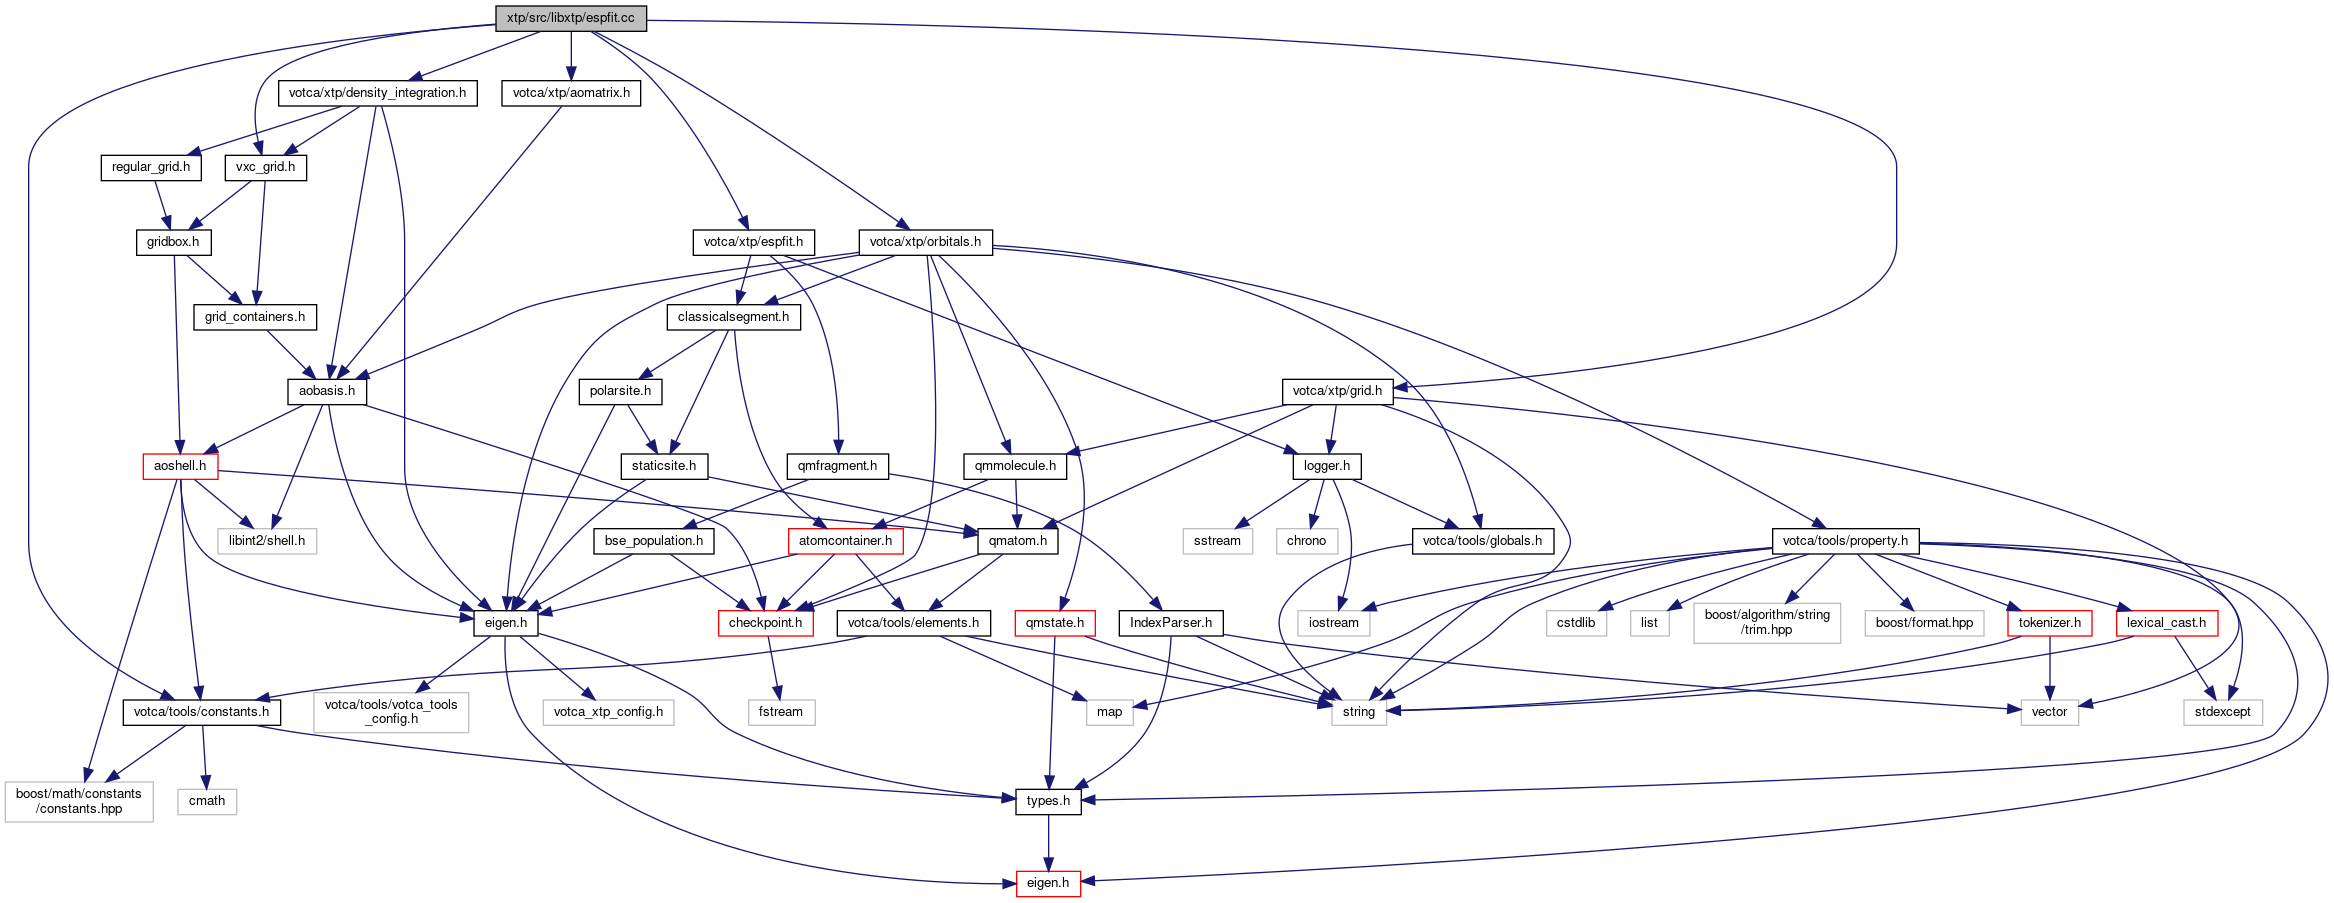 xtp/src/libxtp/espfit.cc
votca/xtp/density_integration.h
votca/xtp/aomatrix.h
regular_grid.h
vxc_grid.h
gridbox.h
votca/xtp/espfit.h
votca/xtp/orbitals.h
grid_containers.h
classicalsegment.h
aobasis.h
polarsite.h
votca/xtp/grid.h
aoshell.h
staticsite.h
qmfragment.h
qmmolecule.h
logger.h
libint2/shell.h
bse_population.h
atomcontainer.h
qmatom.h
sstream
chrono
votca/tools/globals.h
votca/tools/property.h
eigen.h
checkpoint.h
votca/tools/elements.h
qmstate.h
IndexParser.h
iostream
cstdlib
list
boost/algorithm/string
/trim.hpp
boost/format.hpp
tokenizer.h
lexical_cast.h
votca/tools/constants.h
votca/tools/votca_tools
_config.h
votca_xtp_config.h
fstream
map
string
vector
stdexcept
boost/math/constants
/constants.hpp
cmath
types.h
eigen.h